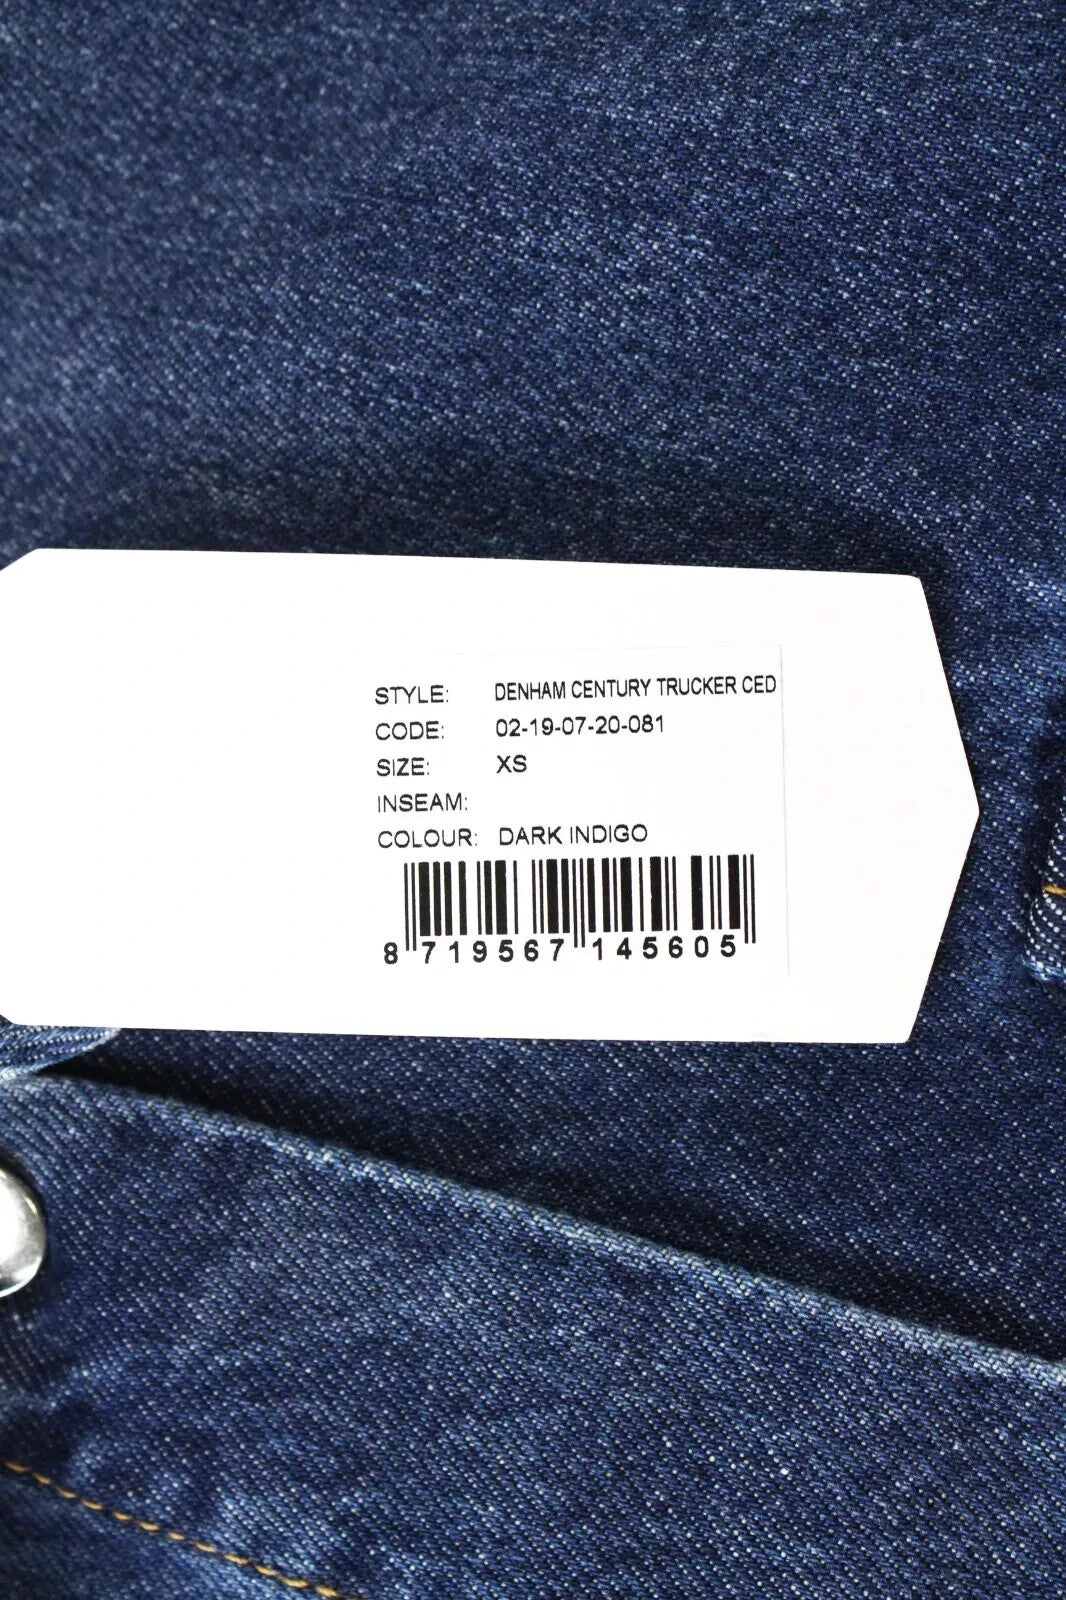 STYLE: DENHAM CENTURY TRUCKER CED
CODE: 02-19-07-20-081
SIZE: XS
INSEAM:
COLOUR: DARK INDIGO
8 719567 145605